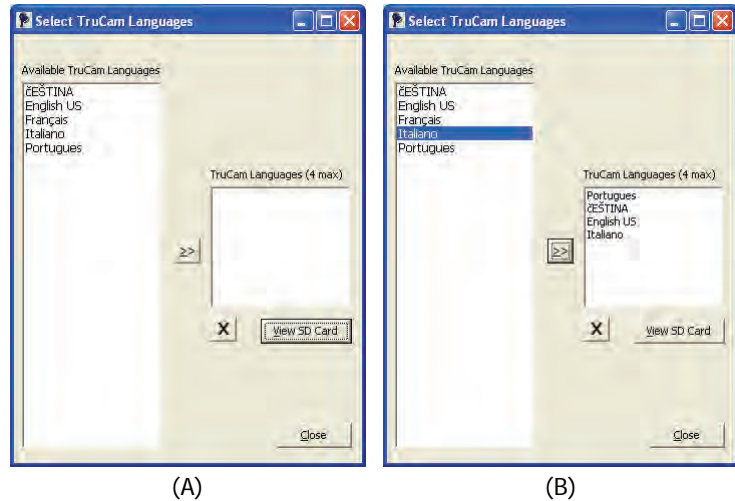 Select TruCam Languages
Available TruCam Languages
čEŠTINA
English US
Français
Italiano
Portugues
TruCam Languages (4 max)
>>
X
View SD Card
Close
(A)
Select TruCam Languages
Available TruCam Languages
čEŠTINA
English US
Français
Italiano
Portugues
TruCam Languages (4 max)
Portugues
čEŠTINA
English US
Italiano
>>
X
View SD Card
Close
(B)